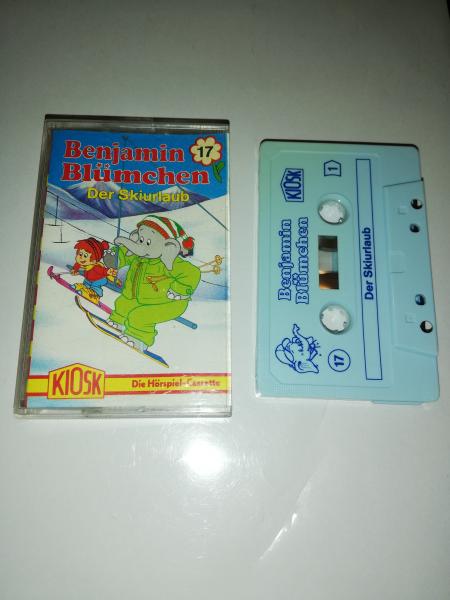 Benjamin
Blümchen
17
Der Skiurlaub
KIOSK
Die Hörspiel-Cassette
KIOSK
1
Benjamin
Blümchen
17
Der Skiurlaub